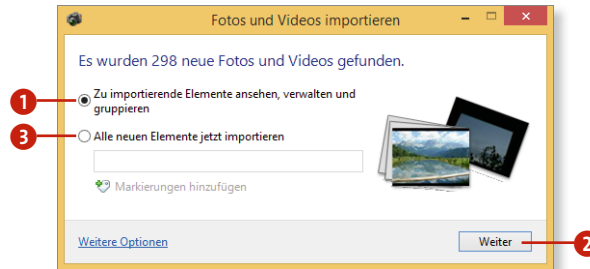 Fotos und Videos importieren
Es wurden 298 neue Fotos und Videos gefunden.
1
Zu importierende Elemente ansehen, verwalten und
gruppieren
3
Alle neuen Elemente jetzt importieren
Markierungen hinzufügen
Weitere Optionen
Weiter
2